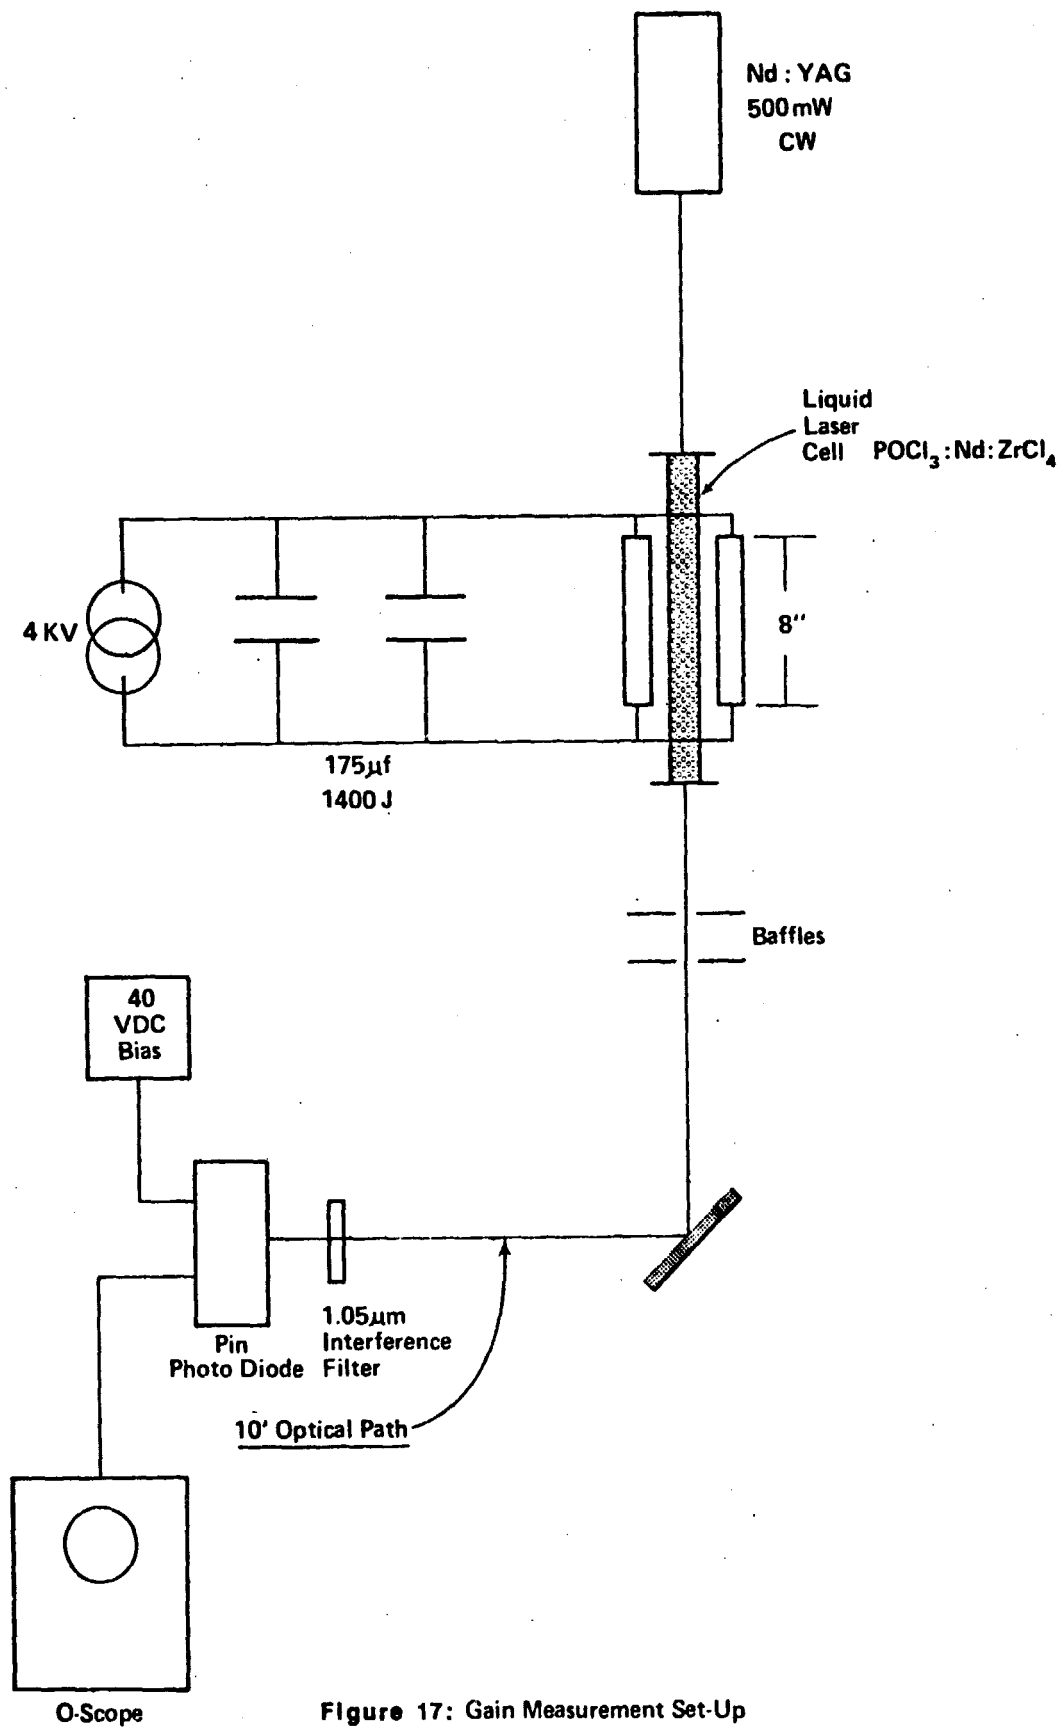 Nd : YAG
500 mW
CW
Liquid
Laser
Cell POCl₃ : Nd : ZrCl₄
4 KV
8"
175µf
1400 J
Baffles
40
VDC
Bias
Pin
Photo Diode
1.05µm
Interference
Filter
10' Optical Path
O-Scope
Figure 17: Gain Measurement Set-Up